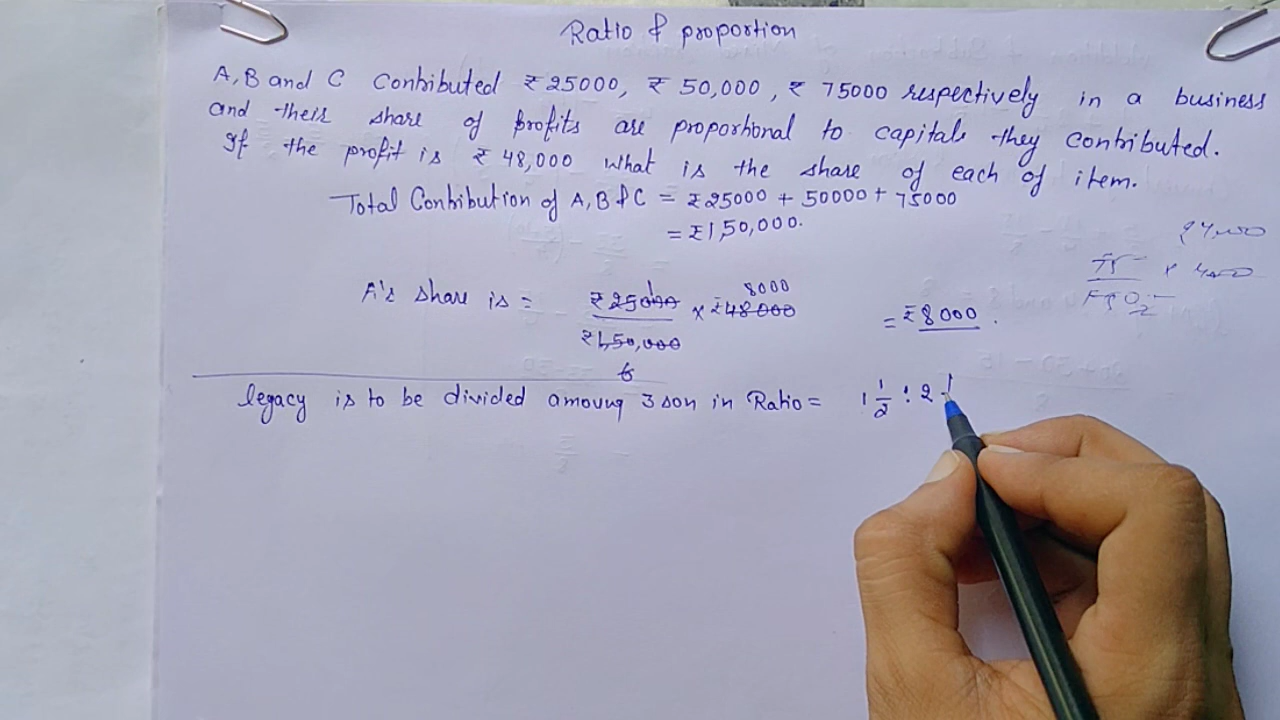 Ratio & proportion
A, B and C Contributed ₹25000, ₹ 50,000, ₹ 75000 respectively in a business
and their share of profits are proportional to capitals they contributed.
If the profit is ₹ 48,000 what is the share of each of item.
Total Contribution of A, B & C = ₹25000 + 50000 + 75000
= ₹1,50,000.
8000
1
A's share is = ₹25000 × ₹48000 = ₹8000.
₹1,50,000
6
legacy is to be divided amoung 3 son in Ratio = 1 1/2 : 2 1